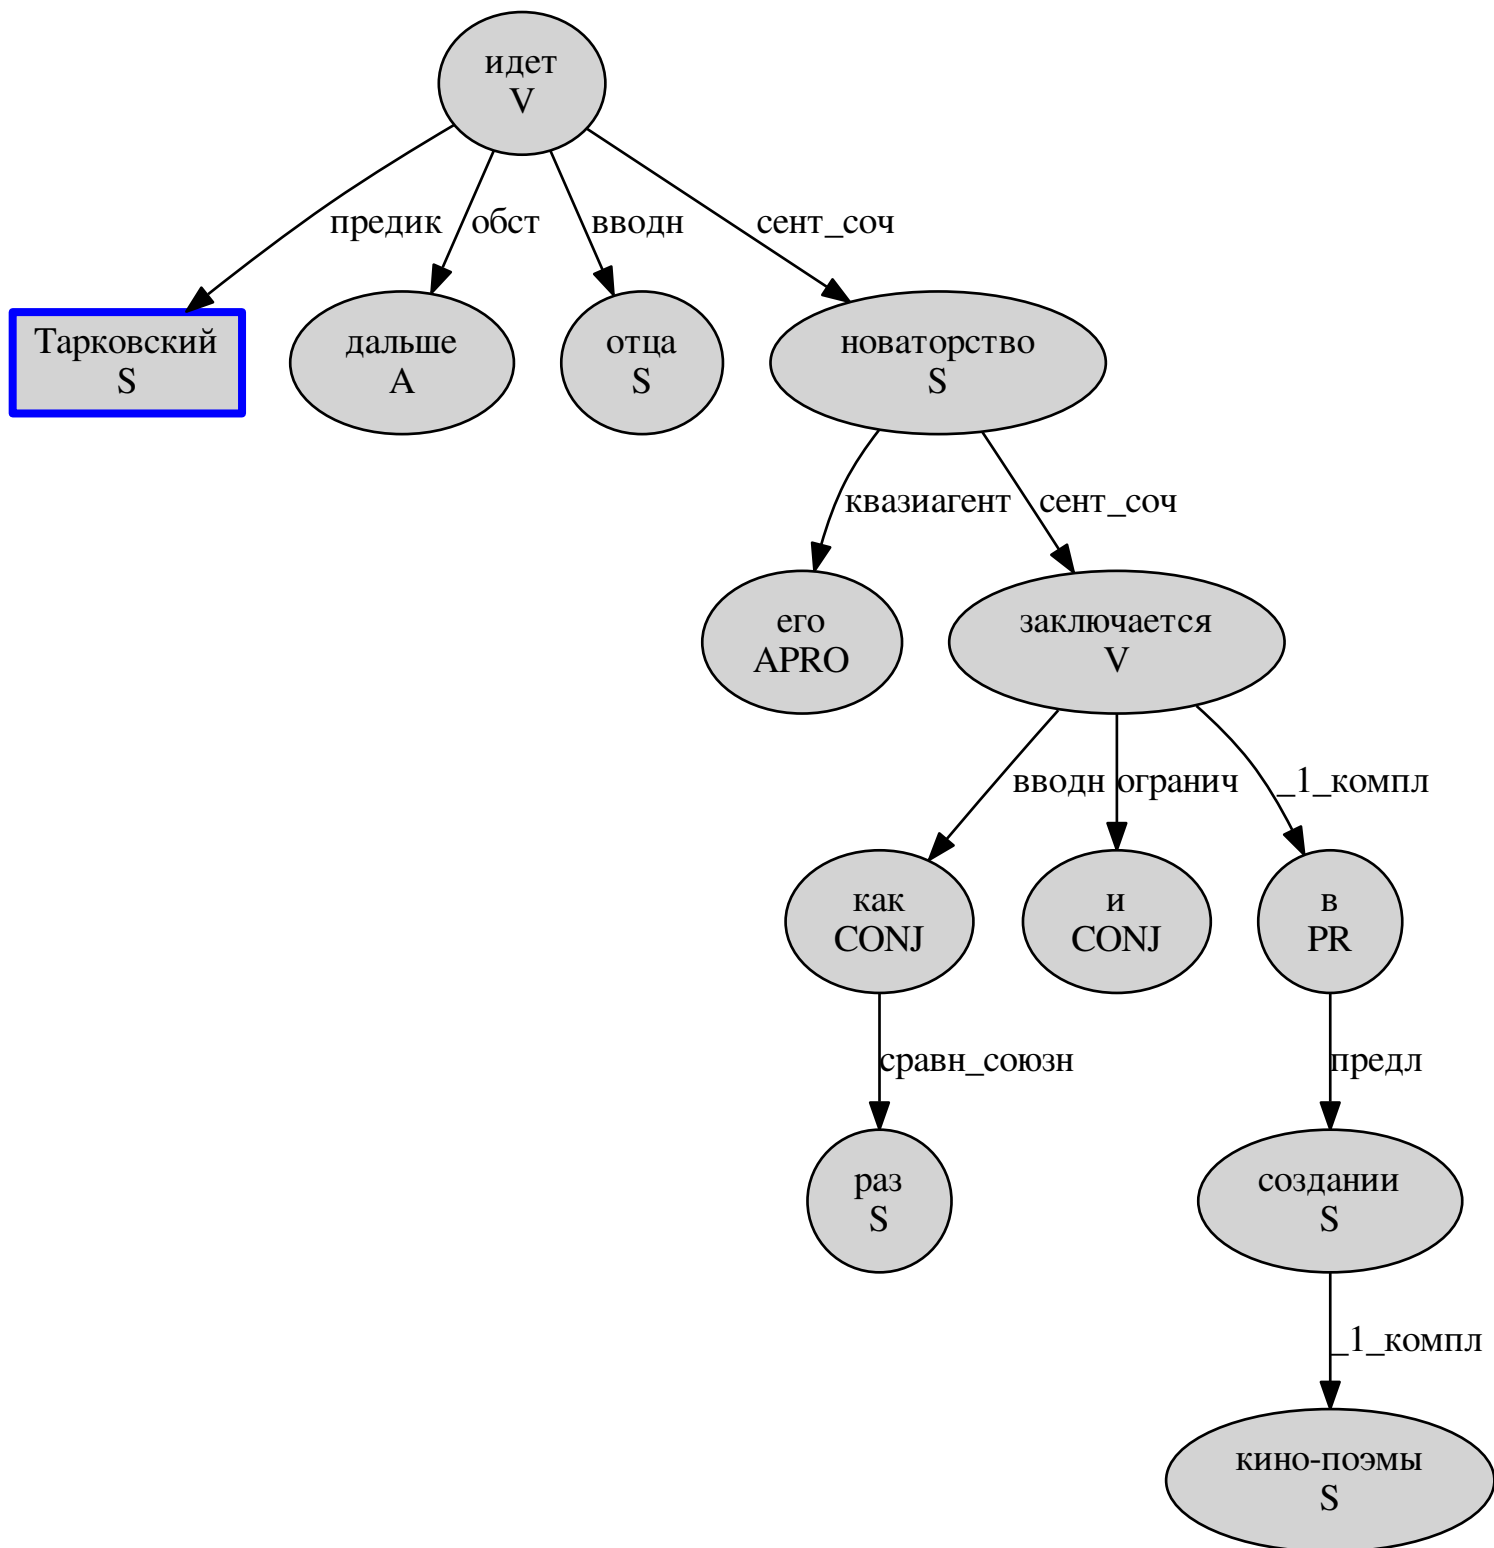 идет
V
предик обст вводн сент_соч
Тарковский
S
дальше
A
отца
S
новаторство
S
квазиагент сент_соч
его
APRO
заключается
V
вводн огранич _1_компл
как
CONJ
и
CONJ
в
PR
сравн_союзн предл
раз
S
создании
S
_1_компл
кино-поэмы
S